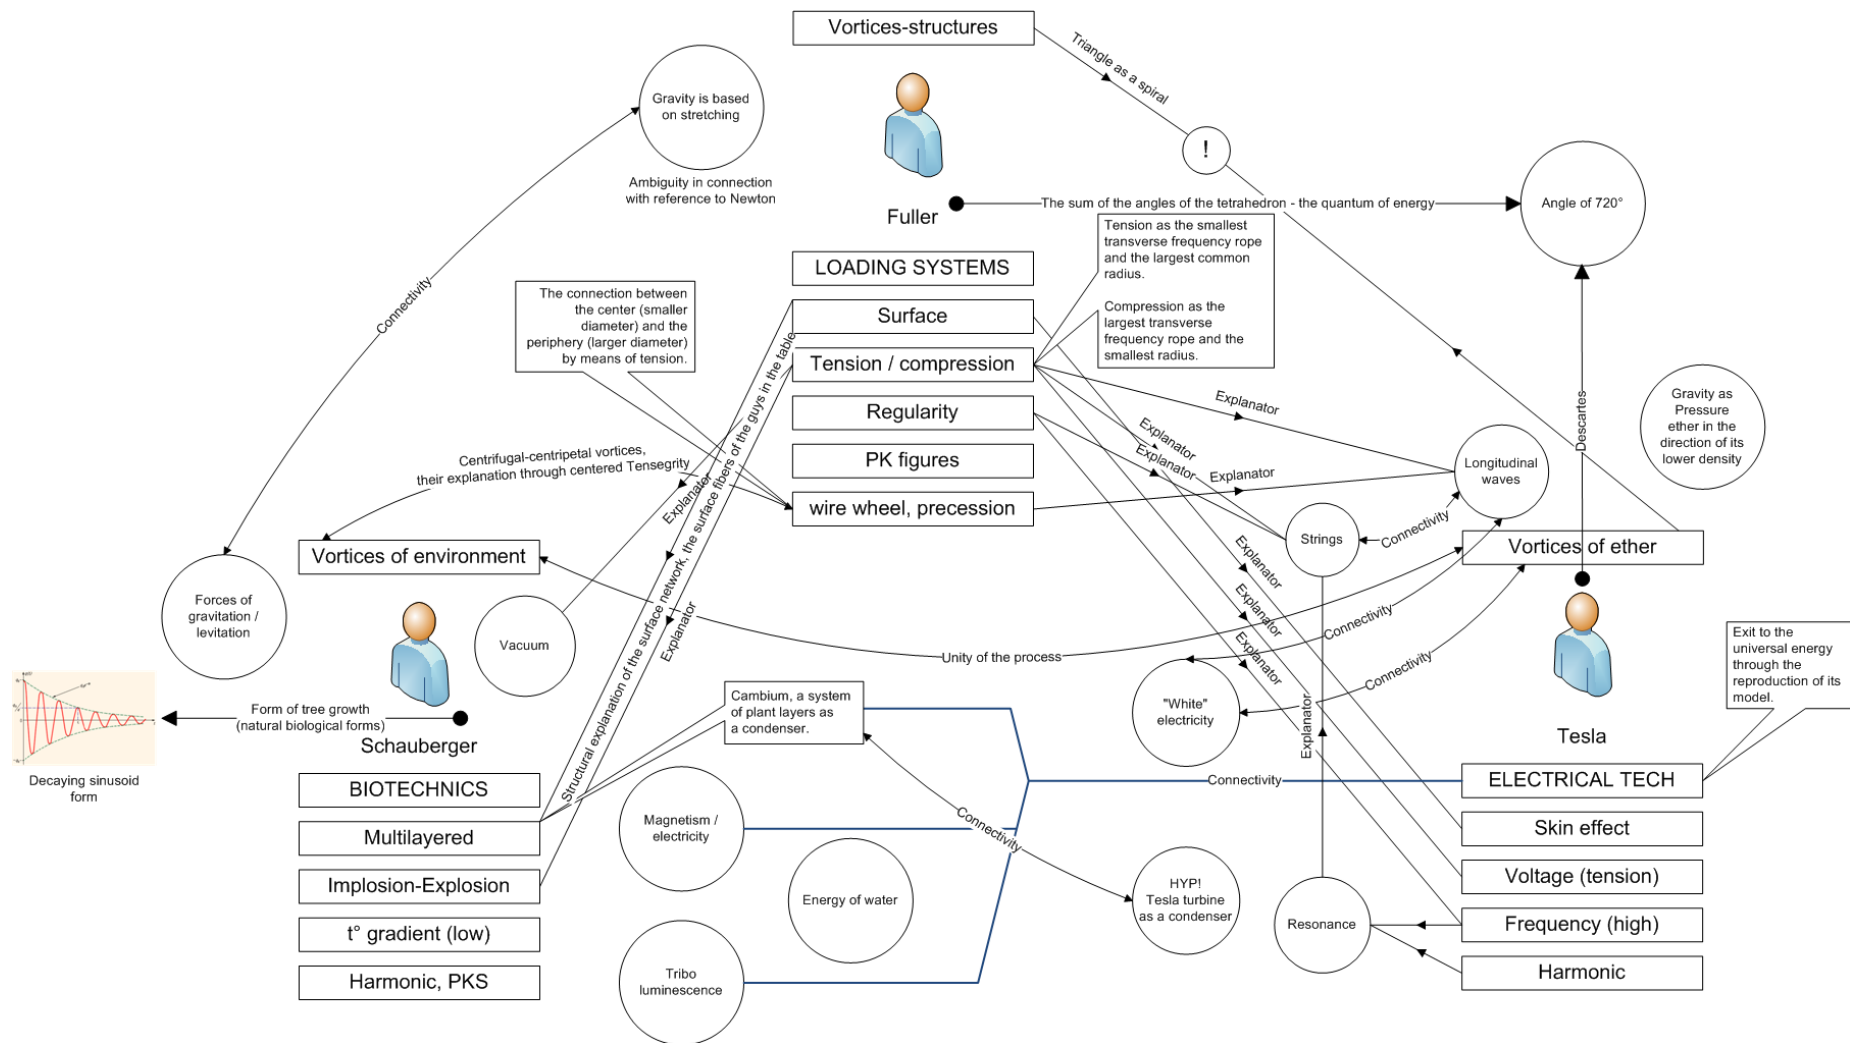 Vortices-structures
Triangle as a spiral
Gravity is based
on stretching
!
Ambiguity in connection
with reference to Newton
Fuller
The sum of the angles of the tetrahedron - the quantum of energy
Angle of 720°
Tension as the smallest
transverse frequency rope
and the largest common
radius.
Compression as the
largest transverse
frequency rope and the
smallest radius.
LOADING SYSTEMS
Surface
Tension / compression
Regularity
PK figures
wire wheel, precession
The connection between
the center (smaller
diameter) and the
periphery (larger diameter)
by means of tension.
Connectivity
Centrifugal-centripetal vortices,
their explanation through centered Tensegrity
Explanator
Structural explanation of the surface network, the surface fibers of the guys in the table
Explanator
Explanator
Explanator
Explanator
Explanator
Longitudinal
waves
Descartes
Gravity as
Pressure
ether in the
direction of its
lower density
Strings
Connectivity
Vortices of environment
Vortices of ether
Explanator
Explanator
Explanator
Forces of
gravitation /
levitation
Vacuum
Unity of the process
Connectivity
Connectivity
Exit to the
universal energy
through the
reproduction of its
model.
Form of tree growth
(natural biological forms)
Schauberger
Decaying sinusoid
form
Cambium, a system
of plant layers as
a condenser.
"White"
electricity
Explanator
Tesla
BIOTECHNICS
Multilayered
Implosion-Explosion
t° gradient (low)
Harmonic, PKS
Magnetism /
electricity
Energy of water
Tribo
luminescence
Connectivity
Connectivity
HYP!
Tesla turbine
as a condenser
Resonance
ELECTRICAL TECH
Skin effect
Voltage (tension)
Frequency (high)
Harmonic